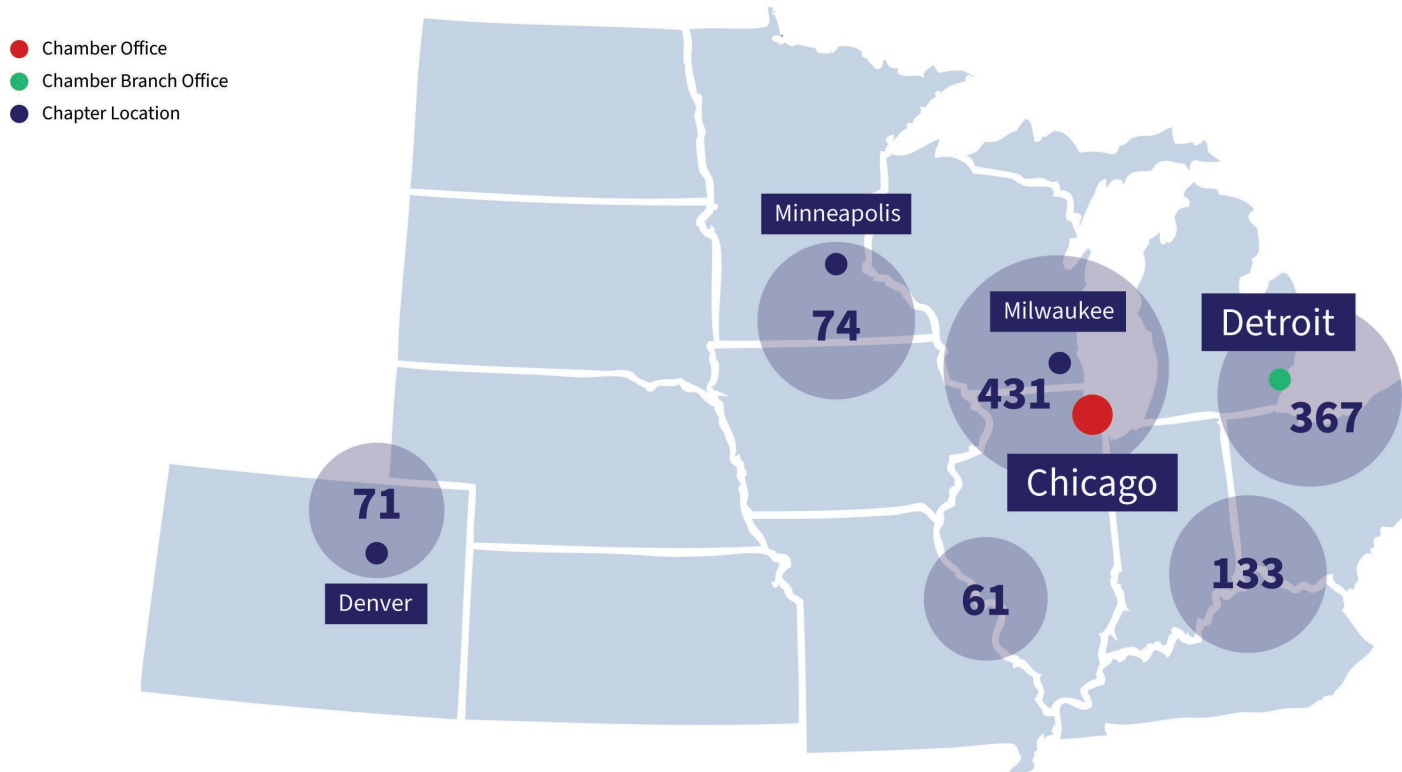 Chamber Office
Chamber Branch Office
Chapter Location
Minneapolis
74
Milwaukee
431
Chicago
Detroit
367
71
Denver
61
133